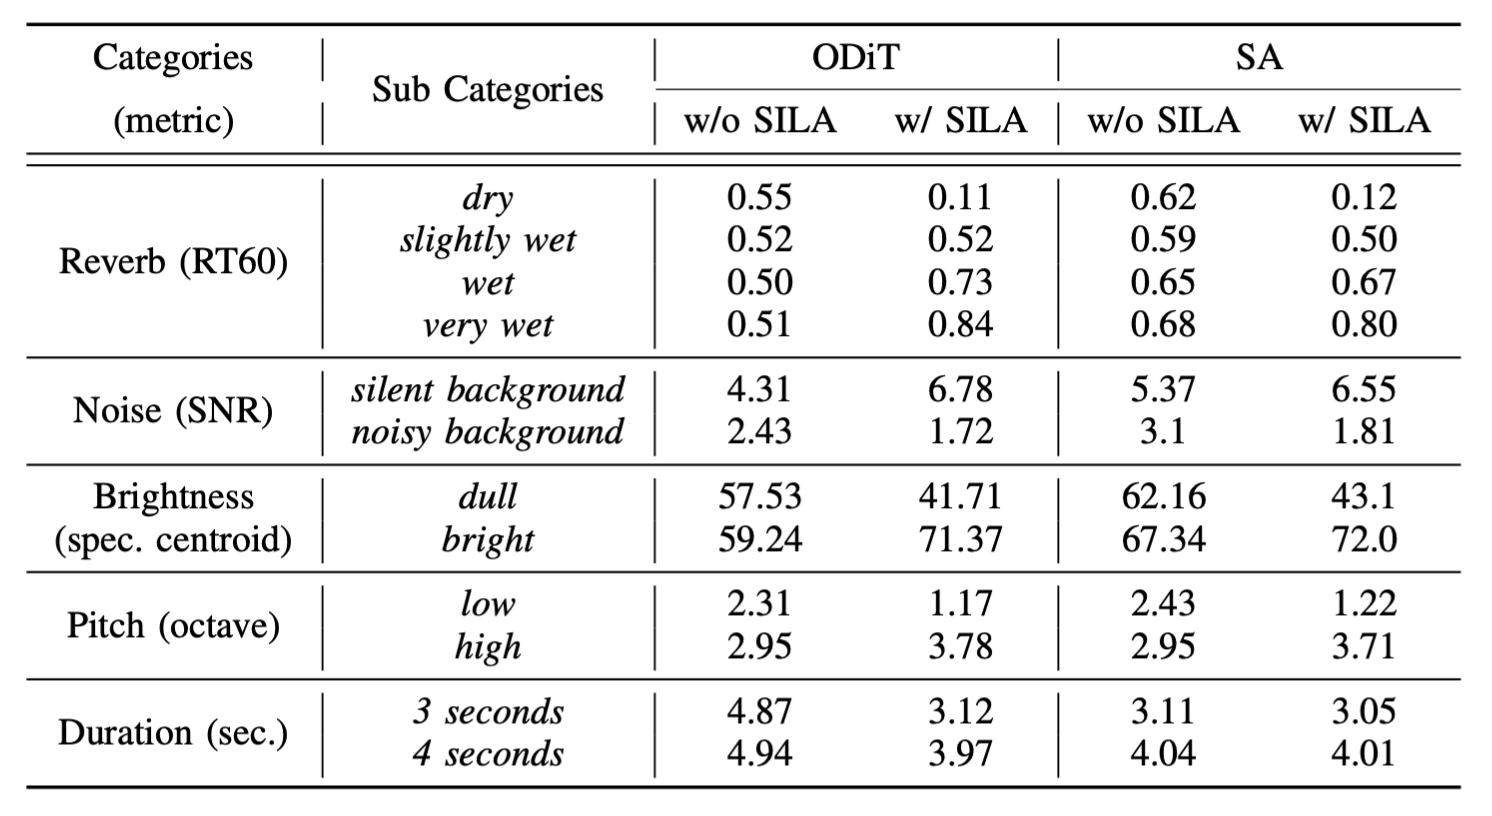 Categories ODiT SA
Sub Categories
(metric) w/o SILA w/ SILA w/o SILA w/ SILA
dry 0.55 0.11 0.62 0.12
slightly wet 0.52 0.52 0.59 0.50
Reverb (RT60)
wet 0.50 0.73 0.65 0.67
very wet 0.51 0.84 0.68 0.80
silent background 4.31 6.78 5.37 6.55
Noise (SNR)
noisy background 2.43 1.72 3.1 1.81
Brightness dull 57.53 41.71 62.16 43.1
(spec. centroid) bright 59.24 71.37 67.34 72.0
low 2.31 1.17 2.43 1.22
Pitch (octave)
high 2.95 3.78 2.95 3.71
3 seconds 4.87 3.12 3.11 3.05
Duration (sec.)
4 seconds 4.94 3.97 4.04 4.01